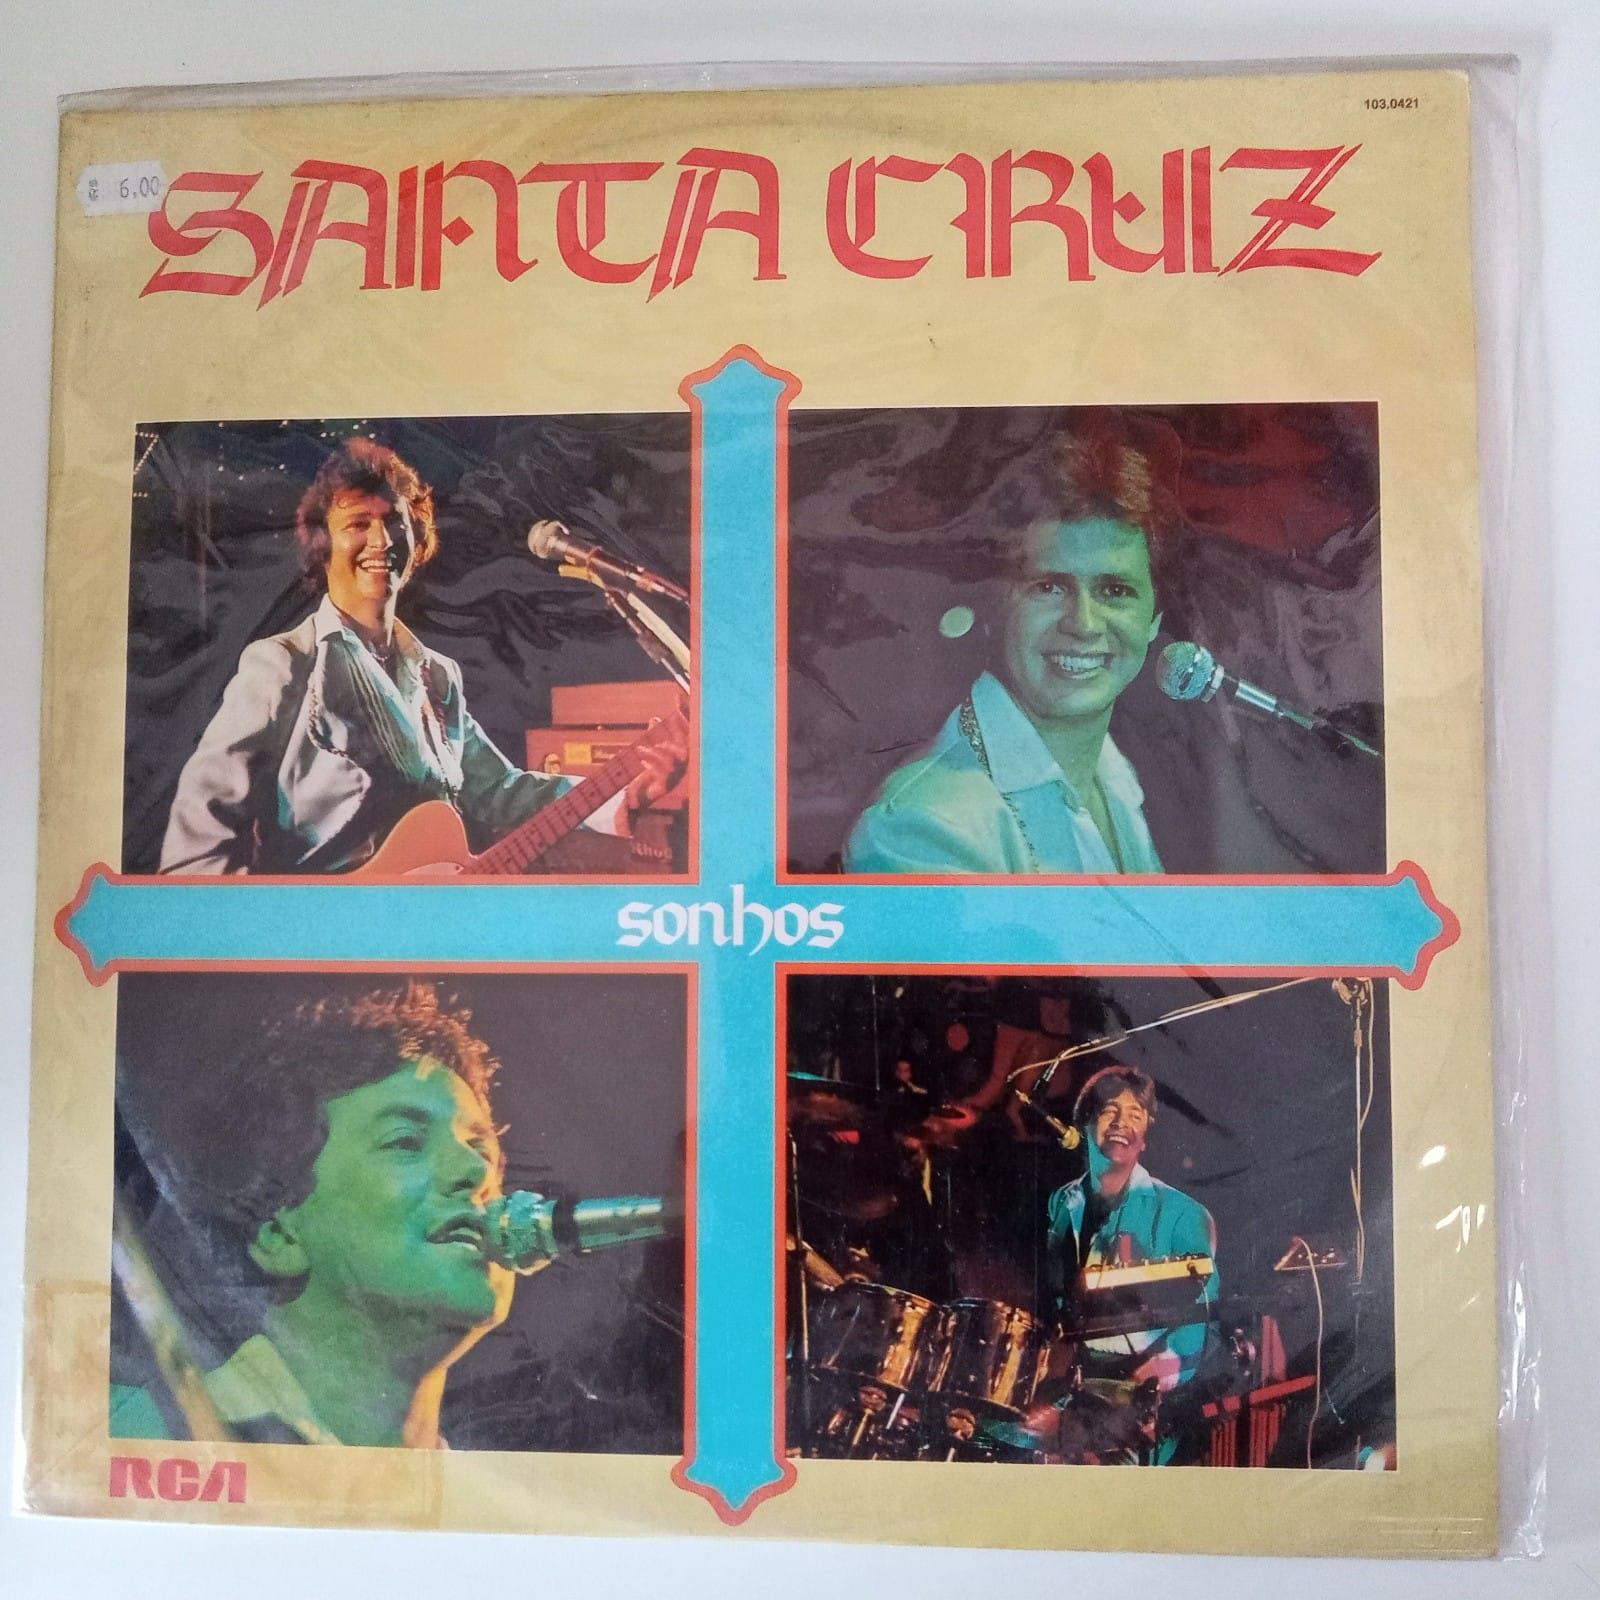 103.0421
R$ 6,00
SANTA CRUZ
sonhos
RCA